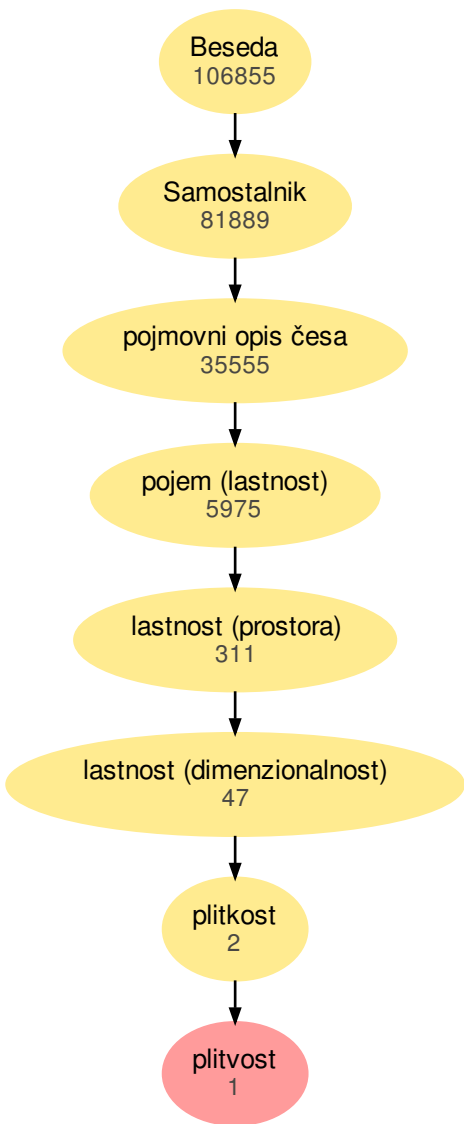 Beseda
106855
Samostalnik
81889
pojmovni opis česa
35555
pojem (lastnost)
5975
lastnost (prostora)
311
lastnost (dimenzionalnost)
47
plitkost
2
plitvost
1